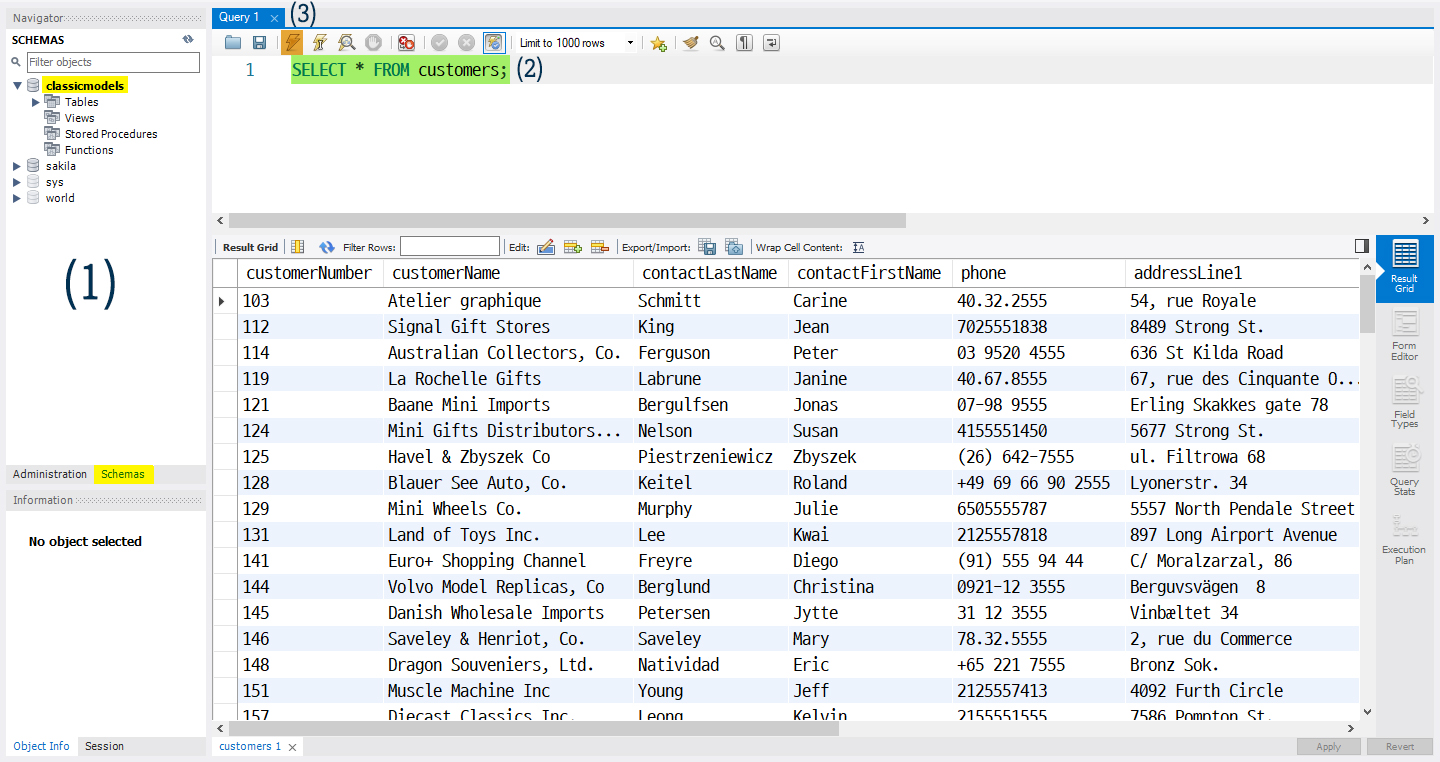 Navigator
SCHEMAS
Filter objects
classicmodels
Tables
Views
Stored Procedures
Functions
sakila
sys
world
(1)
Administration Schemas
Information
No object selected
Object Info Session
Query 1 (3)
Limit to 1000 rows
1 SELECT * FROM customers; (2)
Result Grid Filter Rows: Edit: Export/Import: Wrap Cell Content:
customerNumber customerName contactLastName contactFirstName phone addressLine1
103 Atelier graphique Schmitt Carine 40.32.2555 54, rue Royale
112 Signal Gift Stores King Jean 7025551838 8489 Strong St.
114 Australian Collectors, Co. Ferguson Peter 03 9520 4555 636 St Kilda Road
119 La Rochelle Gifts Labrune Janine 40.67.8555 67, rue des Cinquante O...
121 Baane Mini Imports Bergulfsen Jonas 07-98 9555 Erling Skakkes gate 78
124 Mini Gifts Distributors... Nelson Susan 4155551450 5677 Strong St.
125 Havel & Zbyszek Co Piestrzeniewicz Zbyszek (26) 642-7555 ul. Filtrowa 68
128 Blauer See Auto, Co. Keitel Roland +49 69 66 90 2555 Lyonerstr. 34
129 Mini Wheels Co. Murphy Julie 6505555787 5557 North Pendale Street
131 Land of Toys Inc. Lee Kwai 2125557818 897 Long Airport Avenue
141 Euro+ Shopping Channel Freyre Diego (91) 555 94 44 C/ Moralzarzal, 86
144 Volvo Model Replicas, Co Berglund Christina 0921-12 3555 Berguvsvägen  8
145 Danish Wholesale Imports Petersen Jytte 31 12 3555 Vinbæltet 34
146 Saveley & Henriot, Co. Saveley Mary 78.32.5555 2, rue du Commerce
148 Dragon Souveniers, Ltd. Natividad Eric +65 221 7555 Bronz Sok.
151 Muscle Machine Inc Young Jeff 2125557413 4092 Furth Circle
157 Diecast Classics Inc. Leong Kelvin 2155551555 7586 Pompton St.
customers 1
Apply Revert
Result
Grid
Form
Editor
Field
Types
Query
Stats
Execution
Plan